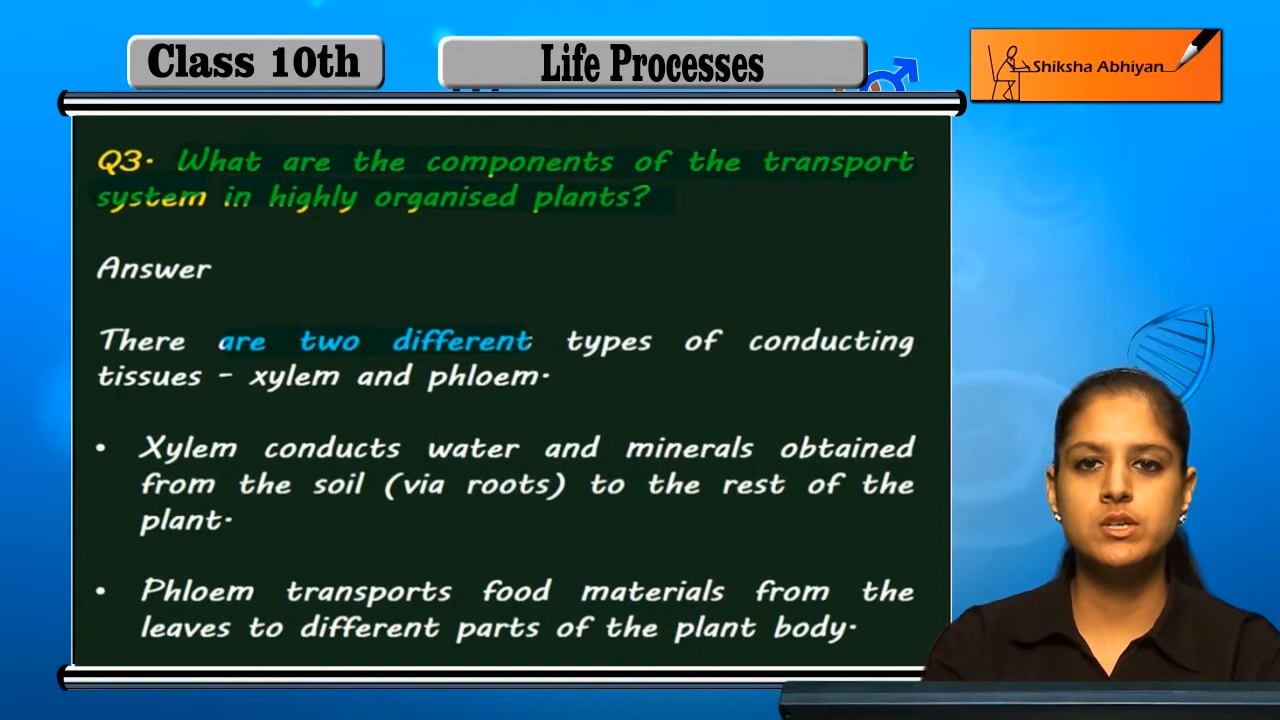 Class 10th
Life Processes
Shiksha Abhiyan
Q3. What are the components of the transport
system in highly organised plants?
Answer
There are two different types of conducting
tissues - xylem and phloem.
• Xylem conducts water and minerals obtained
from the soil (via roots) to the rest of the
plant.
• Phloem transports food materials from the
leaves to different parts of the plant body.